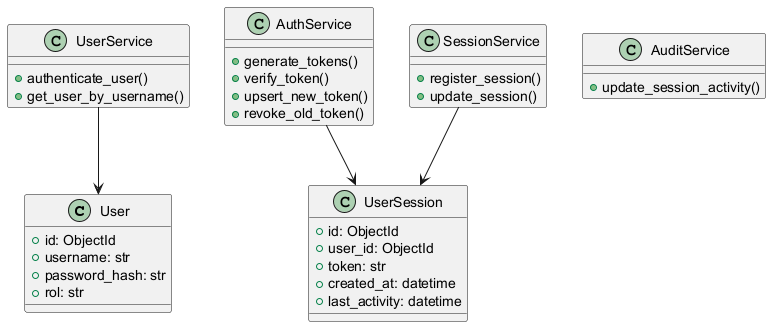 C UserService
+authenticate_user()
+get_user_by_username()
C AuthService
generate_tokens()
verify_token()
upsert_new_token()
revoke_old_token()
C SessionService
register_session()
update_session()
C AuditService
update_session_activity()
C User
id: ObjectId
username: str
password_hash: str
rol: str
C UserSession
id: ObjectId
user_id: ObjectId
token: str
created_at: datetime
last_activity: datetime